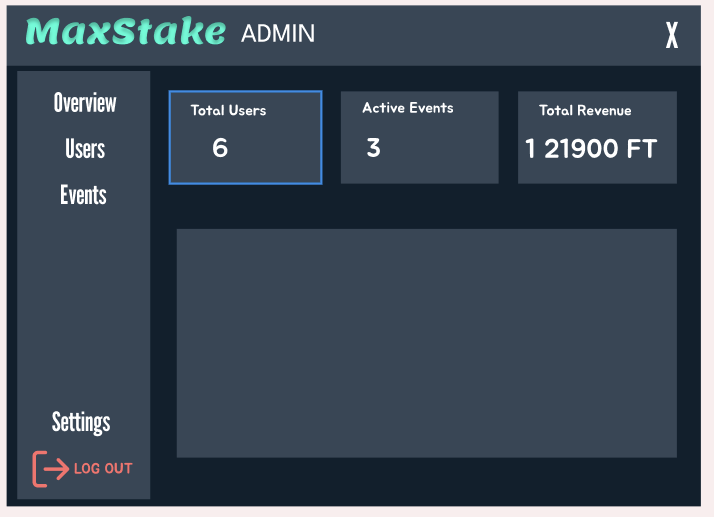 MaxStake ADMIN
X
Overview
Users
Events
Settings
LOG OUT
Total Users
6
Active Events
3
Total Revenue
1 21900 FT